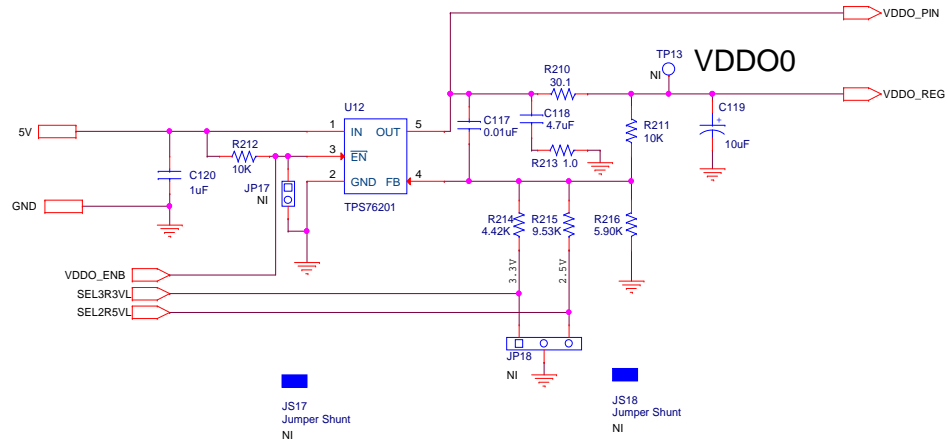 VDDO_PIN
TP13
VDDO0
NI
R210
30.1
VDDO_REG
U12
C117
0.01uF
C118
4.7uF
R211
10K
C119
+
10uF
5V
1 IN OUT 5
R212
10K
3 EN
R213 1.0
C120
1uF
JP17
NI
2 GND FB 4
TPS76201
GND
R214
4.42K
R215
9.53K
R216
5.90K
VDDO_ENB
3.3V
2.5V
SEL3R3VL
SEL2R5VL
JP18
NI
JS17
Jumper Shunt
NI
JS18
Jumper Shunt
NI